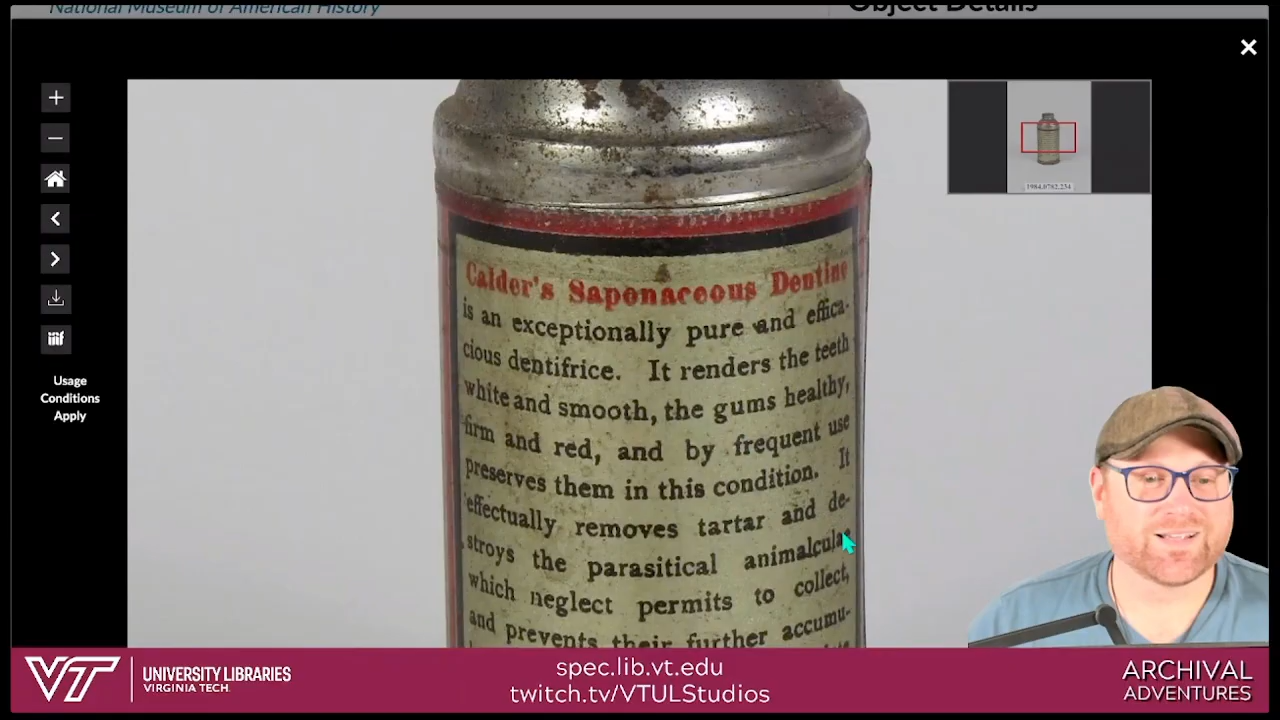 National Museum of American History
Object Details
Usage
Conditions
Apply
1984.0782.234
Calder's Saponaceous Dentine
is an exceptionally pure and effica-
cious dentifrice. It renders the teeth
white and smooth, the gums healthy,
firm and red, and by frequent use
preserves them in this condition. It
effectually removes tartar and de-
stroys the parasitical animalculae
which neglect permits to collect,
and prevents their further accumu-
VT
UNIVERSITY LIBRARIES
VIRGINIA TECH.
spec.lib.vt.edu
twitch.tv/VTULStudios
ARCHIVAL
ADVENTURES